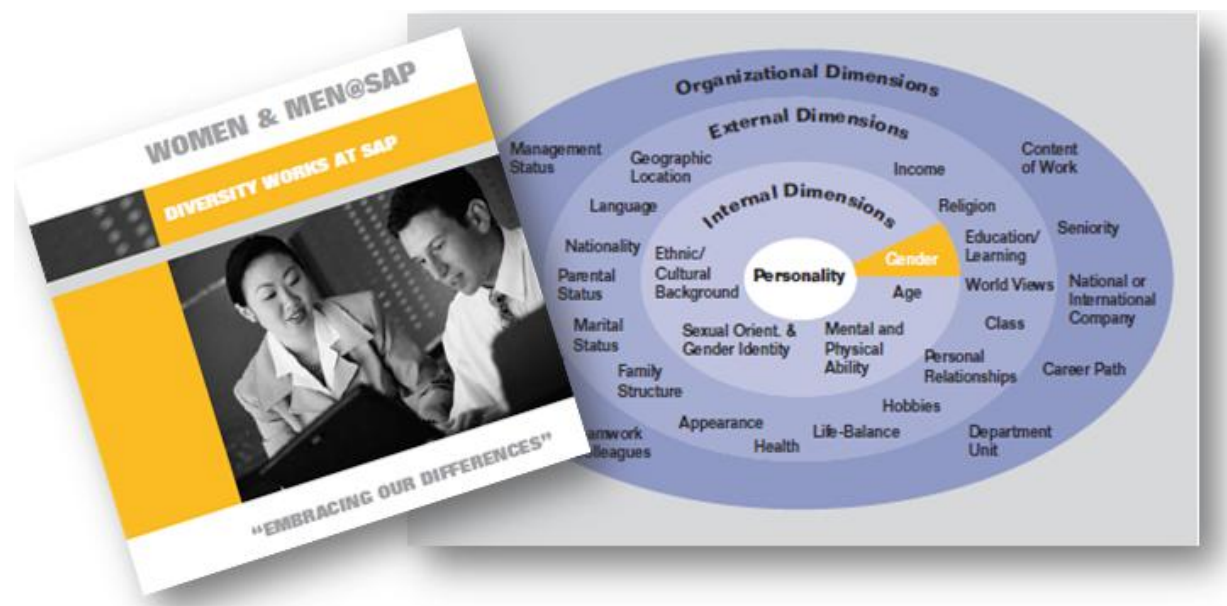 WOMEN & MEN@SAP
DIVERSITY WORKS AT SAP
"EMBRACING OUR DIFFERENCES"
Organizational Dimensions
External Dimensions
Internal Dimensions
Personality
Gender
Age
Mental and
Physical
Ability
Sexual Orient. &
Gender Identity
Ethnic/
Cultural
Background
Geographic
Location
Income
Religion
Education/
Learning
World Views
Class
Personal
Relationships
Hobbies
Life-Balance
Health
Appearance
Family
Structure
Marital
Status
Parental
Status
Nationality
Language
Management
Status
Content
of Work
Seniority
National or
International
Company
Career Path
Department
Unit